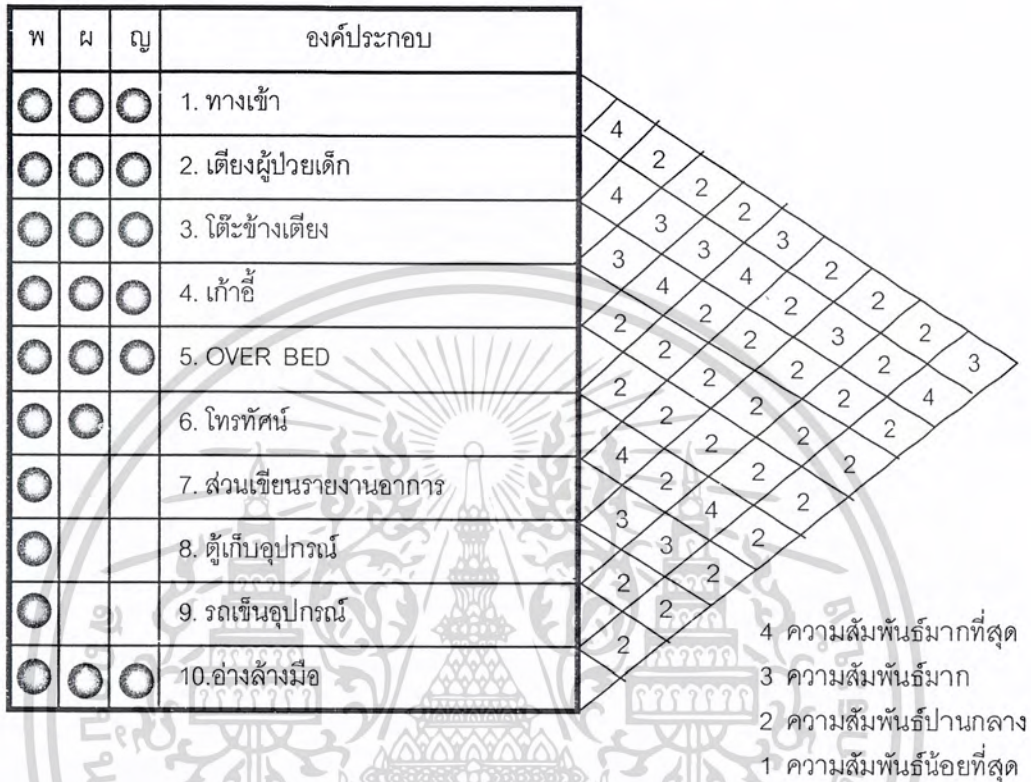 พ ผ ญ องค์ประกอบ
1. ทางเข้า
2. เตียงผู้ป่วยเด็ก
3. โต๊ะข้างเตียง
4. เก้าอี้
5. OVER BED
6. โทรทัศน์
7. ส่วนเขียนรายงานอาการ
8. ตู้เก็บอุปกรณ์
9. รถเข็นอุปกรณ์
10.อ่างล้างมือ
4 2 2 2 3 2 2 2 3
4 3 3 4 2 3 2 4
3 4 2 2 2 2 2
2 2 2 2 2 2
2 2 2 2 2
4 2 4 2
3 3 2
2 2
2
4 ความสัมพันธ์มากที่สุด
3 ความสัมพันธ์มาก
2 ความสัมพันธ์ปานกลาง
1 ความสัมพันธ์น้อยที่สุด